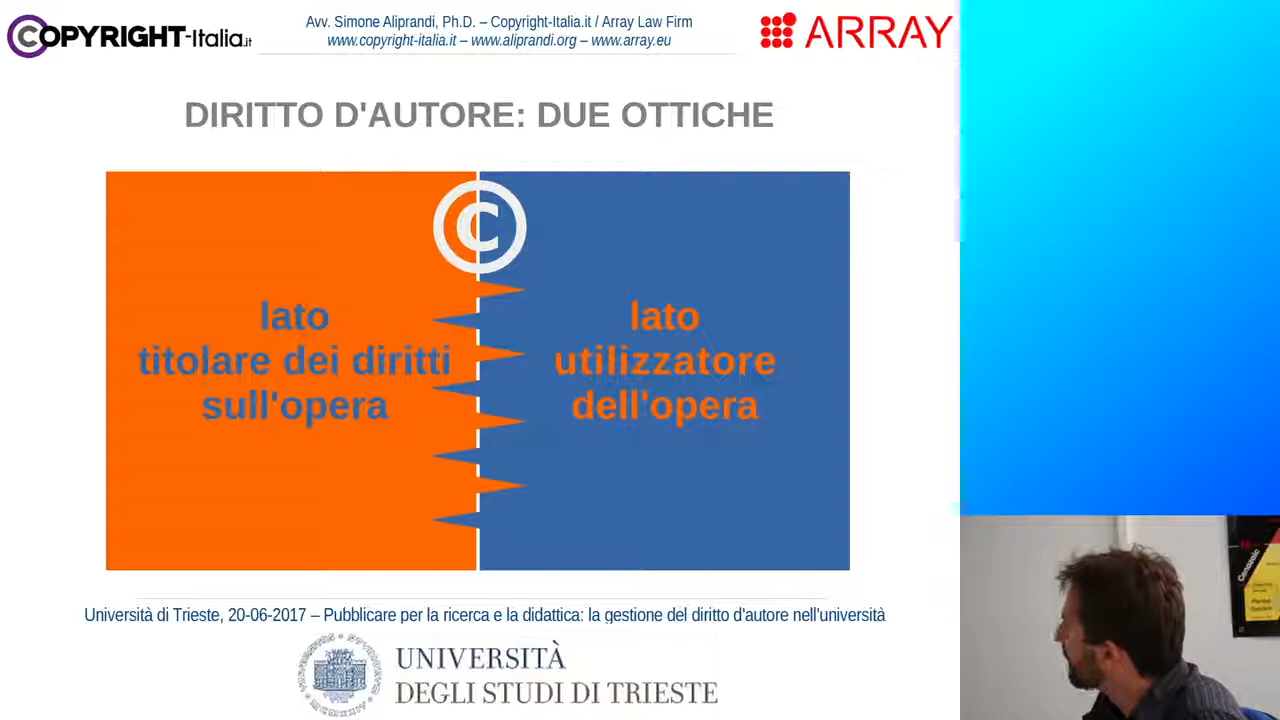 COPYRIGHT-Italia.it
Avv. Simone Aliprandi, Ph.D. – Copyright-Italia.it / Array Law Firm
www.copyright-italia.it – www.aliprandi.org – www.array.eu
ARRAY
DIRITTO D'AUTORE: DUE OTTICHE
©
lato
titolare dei diritti
sull'opera
lato
utilizzatore
dell'opera
Università di Trieste, 20-06-2017 – Pubblicare per la ricerca e la didattica: la gestione del diritto d'autore nell'università
UNIVERSITÀ
DEGLI STUDI DI TRIESTE